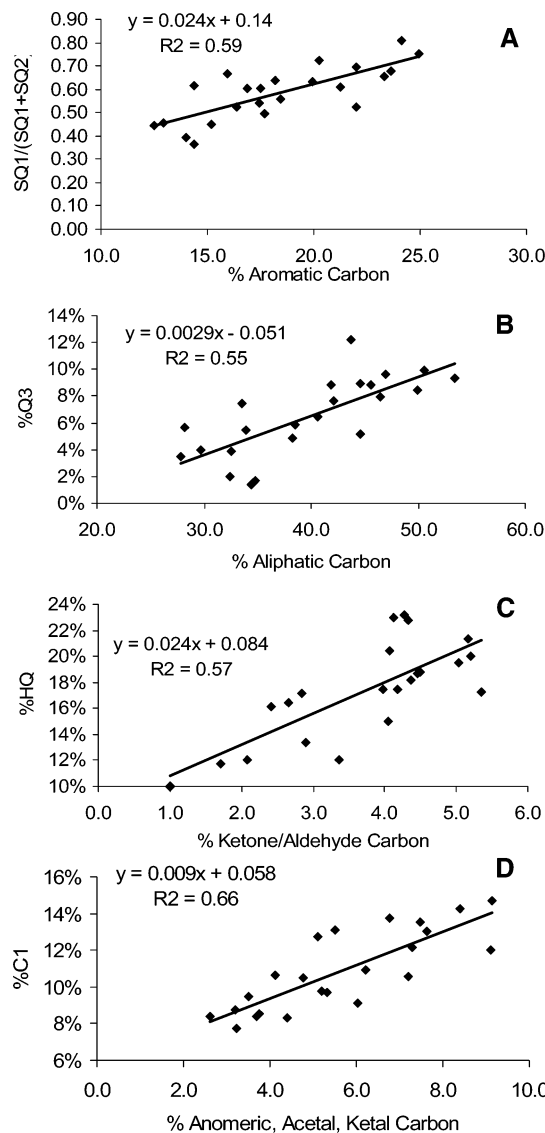 y = 0.024x + 0.14
R2 = 0.59
A
SQ1/(SQ1+SQ2)
0.90
0.80
0.70
0.60
0.50
0.40
0.30
0.20
0.10
0.00
10.0 15.0 20.0 25.0 30.0
% Aromatic Carbon
y = 0.0029x - 0.051
R2 = 0.55
B
%Q3
14%
12%
10%
8%
6%
4%
2%
0%
20.0 30.0 40.0 50.0 60.0
% Aliphatic Carbon
y = 0.024x + 0.084
R2 = 0.57
C
%HQ
24%
22%
20%
18%
16%
14%
12%
10%
0.0 1.0 2.0 3.0 4.0 5.0 6.0
% Ketone/Aldehyde Carbon
y = 0.009x + 0.058
R2 = 0.66
D
%C1
16%
14%
12%
10%
8%
6%
0.0 2.0 4.0 6.0 8.0 10.0
% Anomeric, Acetal, Ketal Carbon